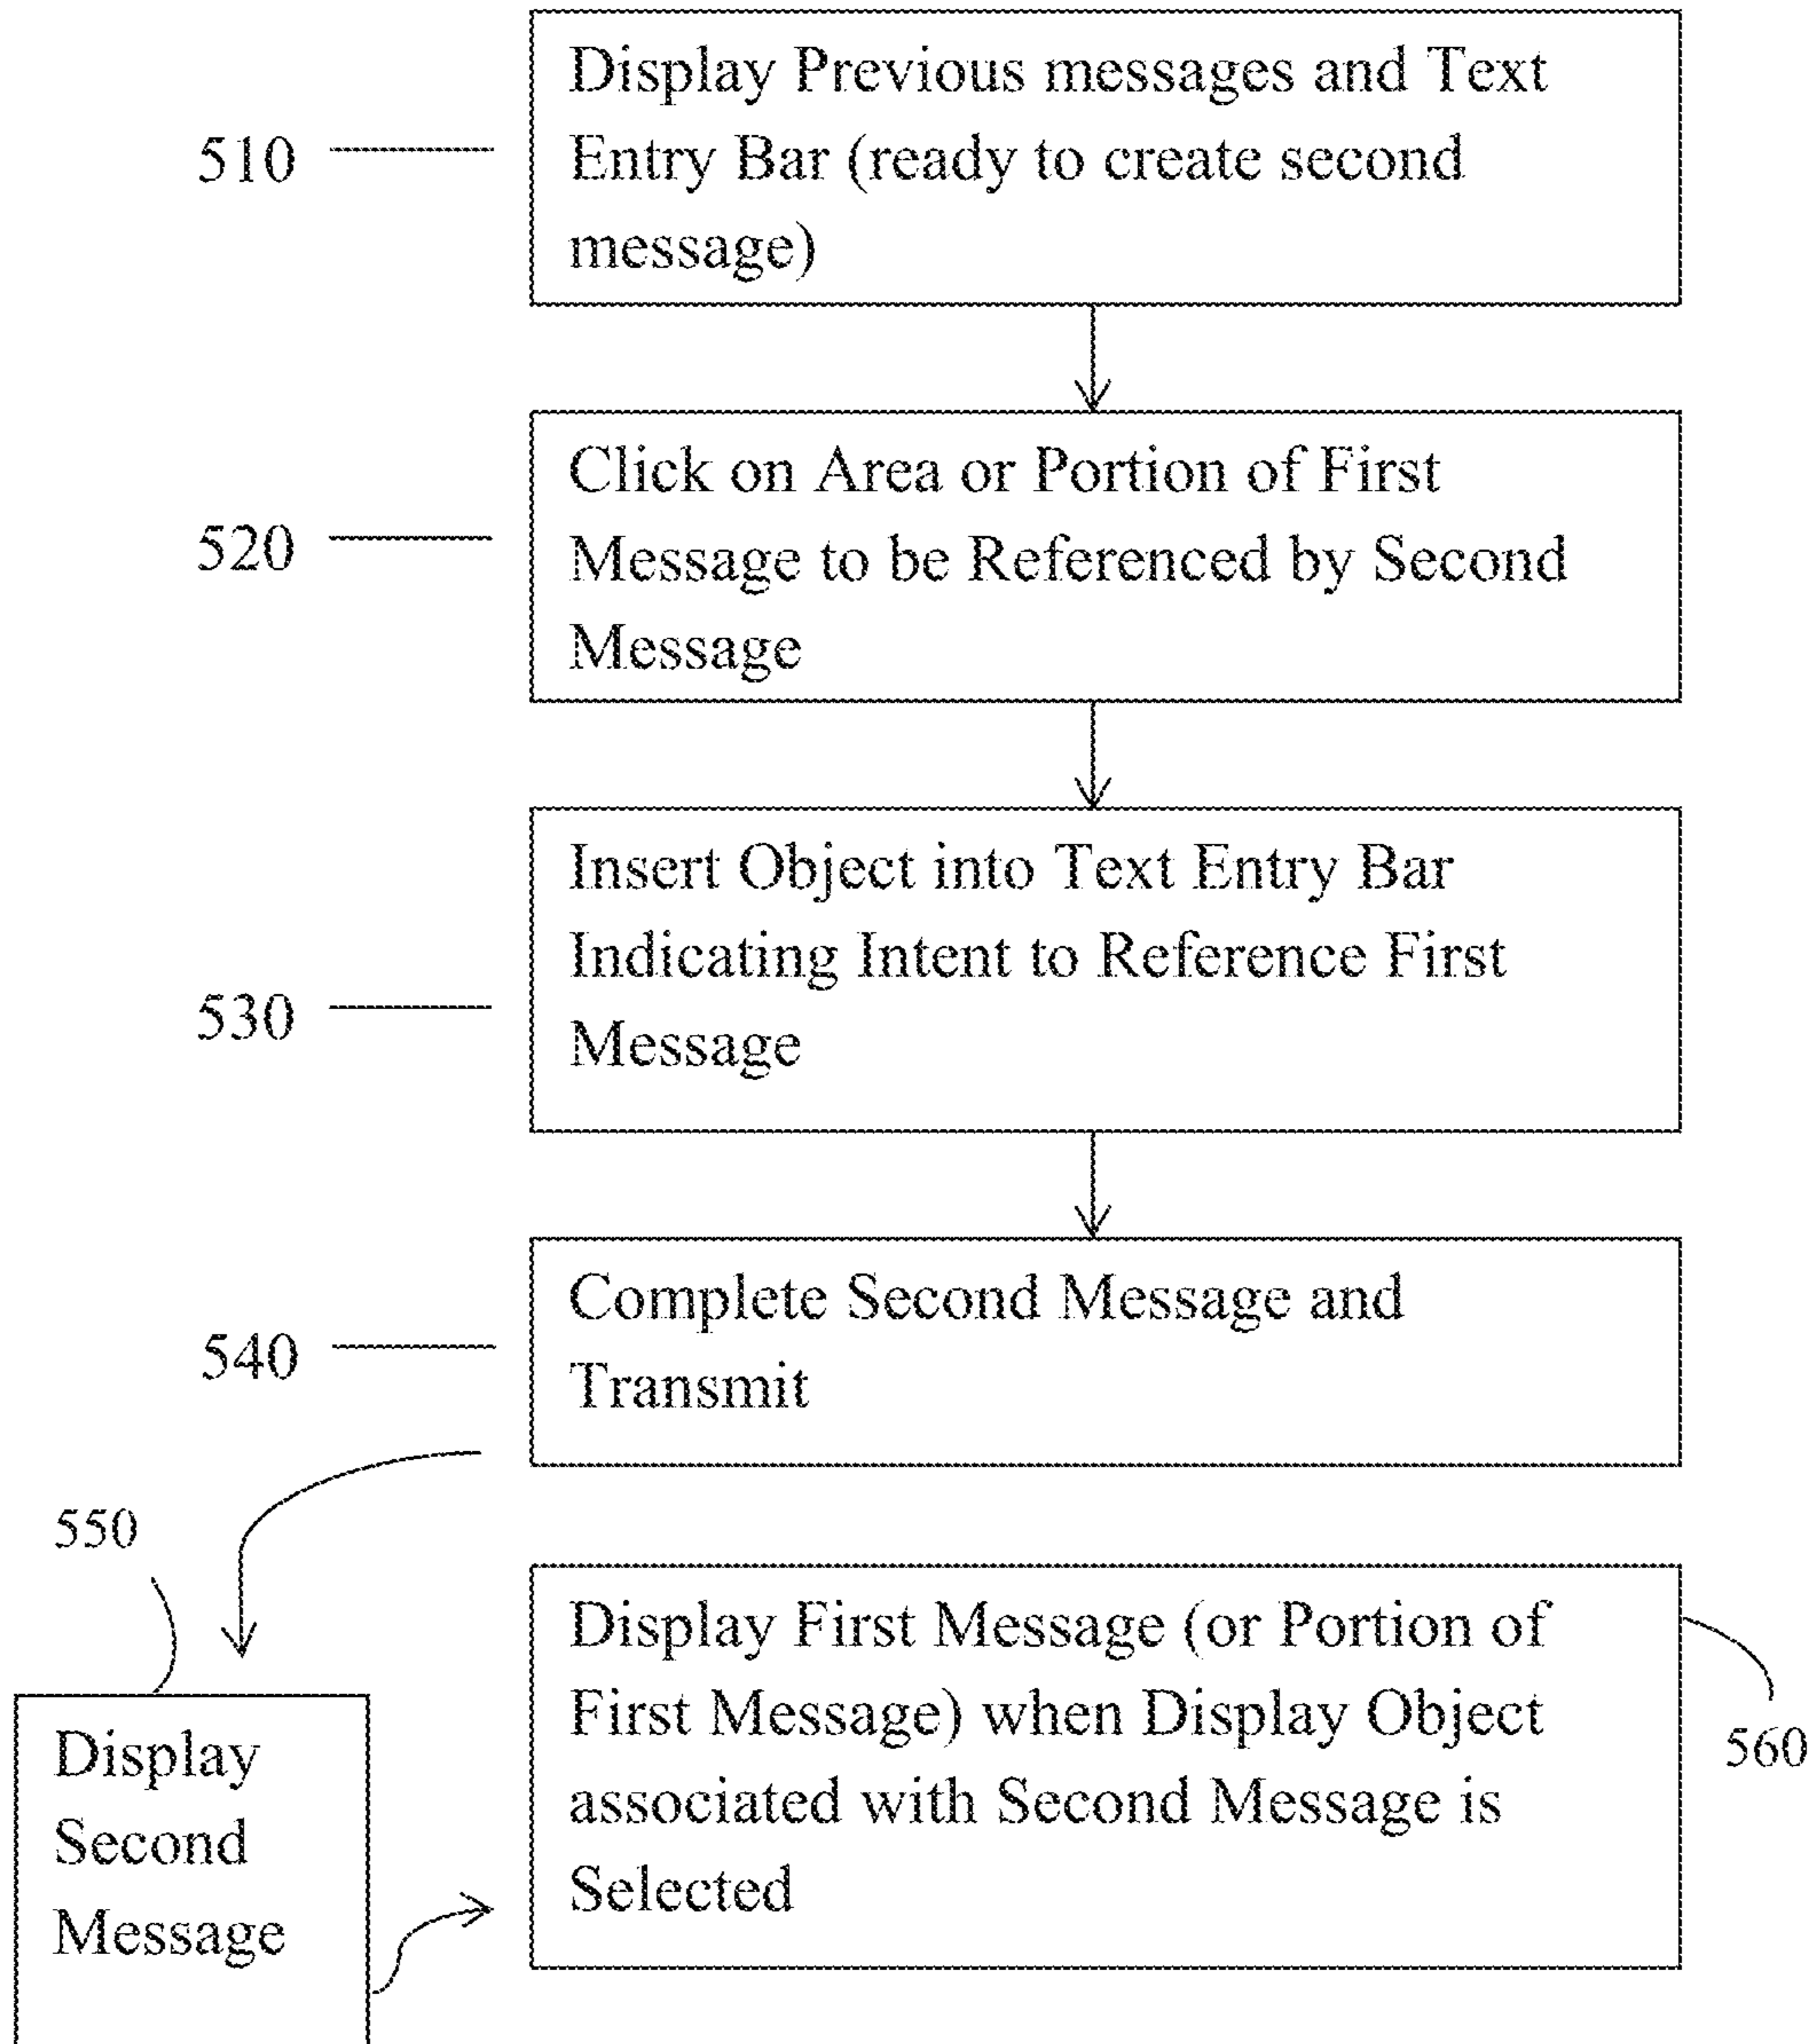 Display Previous messages and Text
Entry Bar (ready to create second
message)
510
Click on Area or Portion of First
Message to be Referenced by Second
Message
520
Insert Object into Text Entry Bar
Indicating Intent to Reference First
Message
530
Complete Second Message and
Transmit
540
550
Display
Second
Message
Display First Message (or Portion of
First Message) when Display Object
associated with Second Message is
Selected
560